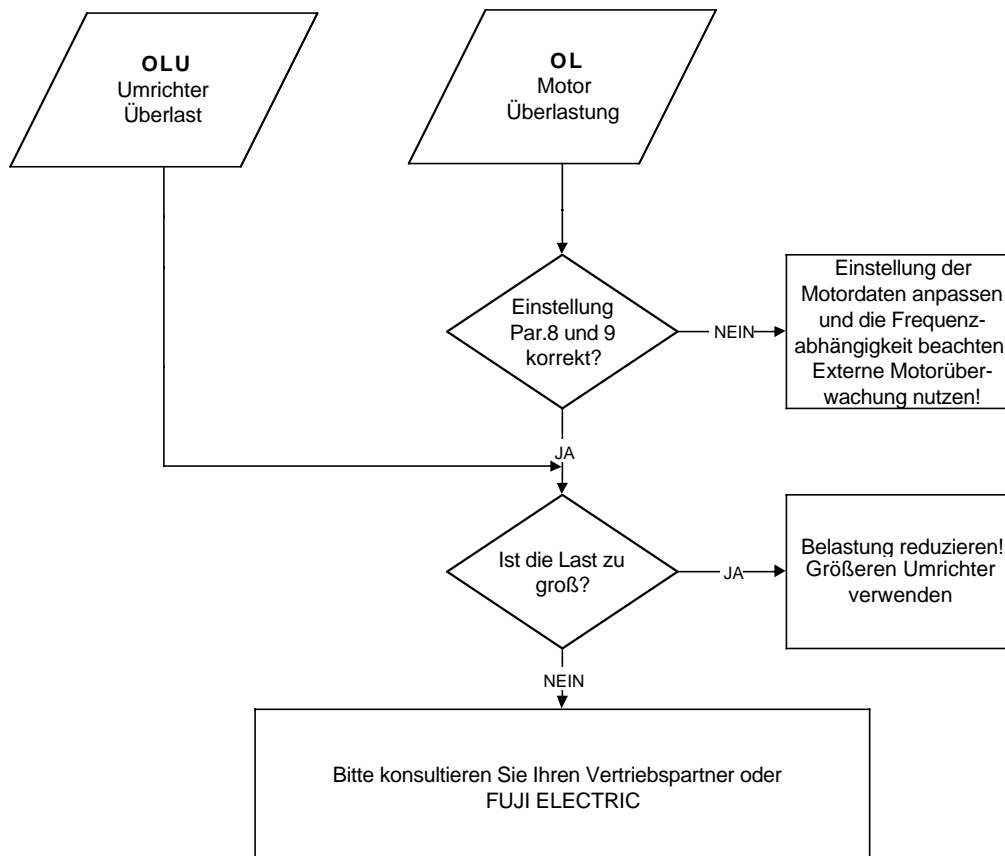 OLU
Umrichter
Überlast
OL
Motor
Überlastung
Einstellung
Par.8 und 9
korrekt?
NEIN
Einstellung der
Motordaten anpassen
und die Frequenz-
abhängigkeit beachten
Externe Motorüber-
wachung nutzen!
JA
Ist die Last zu
groß?
JA
Belastung reduzieren!
Größeren Umrichter
verwenden
NEIN
Bitte konsultieren Sie Ihren Vertriebspartner oder
FUJI ELECTRIC